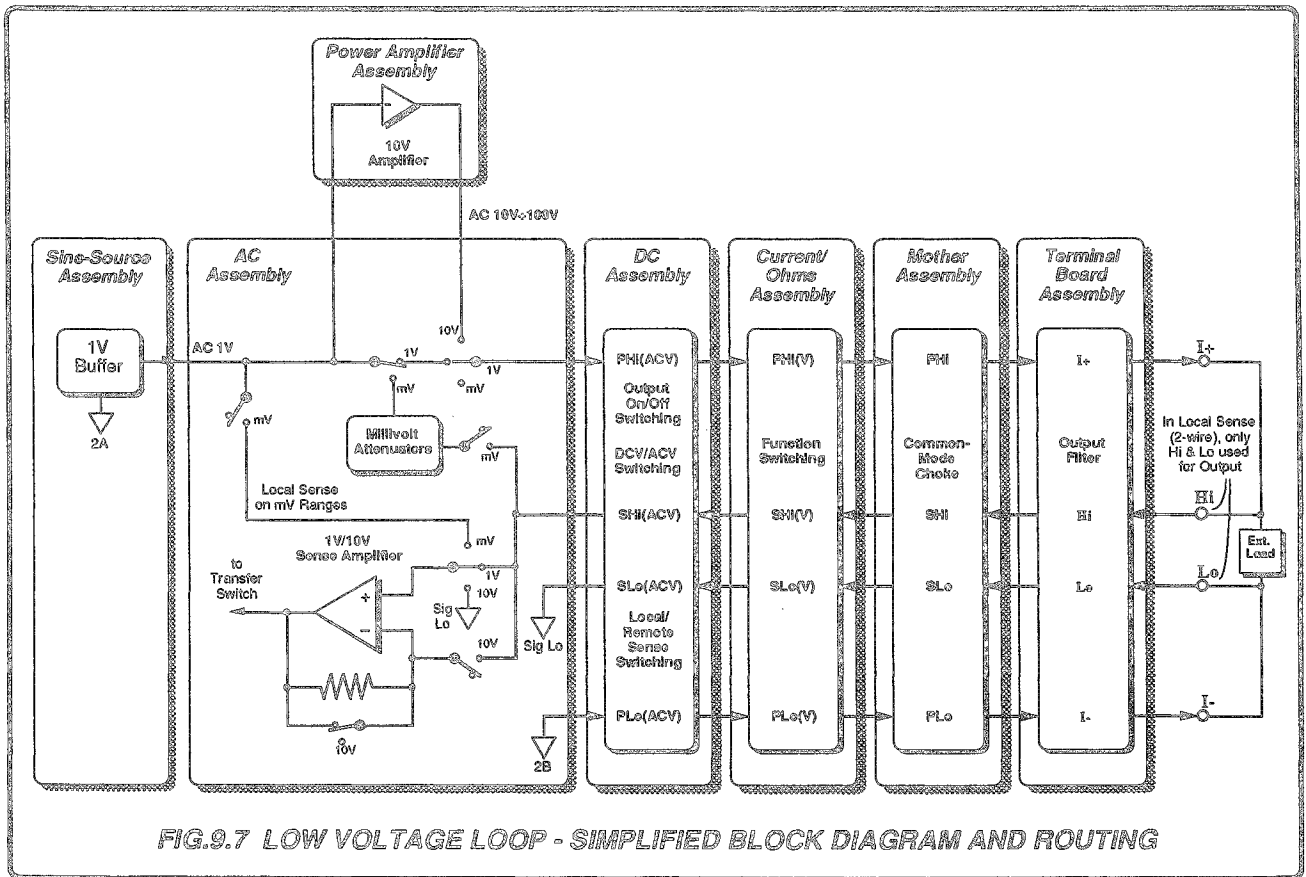 Power Amplifier
Assembly
10V
Amplifier
AC 10V÷100V
Sine-Source
Assembly
1V
Buffer
2A
AC
Assembly
AC 1V
10V
1V
1V
mV
mV
mV
Millivolt
Attenuators
mV
Local Sense
on mV Ranges
mV
1V/10V
Sense Amplifier
to
Transfer
Switch
+
-
1V
10V
Sig
Lo
10V
10V
Sig Lo
2B
DC
Assembly
PHi(ACV)
Output
On/Off
Switching
DCV/ACV
Switching
SHi(ACV)
SLo(ACV)
Local/
Remote
Sense
Switching
PLo(ACV)
Current/
Ohms
Assembly
PHi(V)
Function
Switching
SHi(V)
SLo(V)
PLo(V)
Mother
Assembly
PHi
Common-
Mode
Choke
SHi
SLo
PLo
Terminal
Board
Assembly
I+
Output
Filter
Hi
Lo
I-
I+
In Local Sense
(2-wire), only
Hi & Lo used
for Output
Hi
Ext.
Load
Lo
I-
FIG.9.7 LOW VOLTAGE LOOP - SIMPLIFIED BLOCK DIAGRAM AND ROUTING